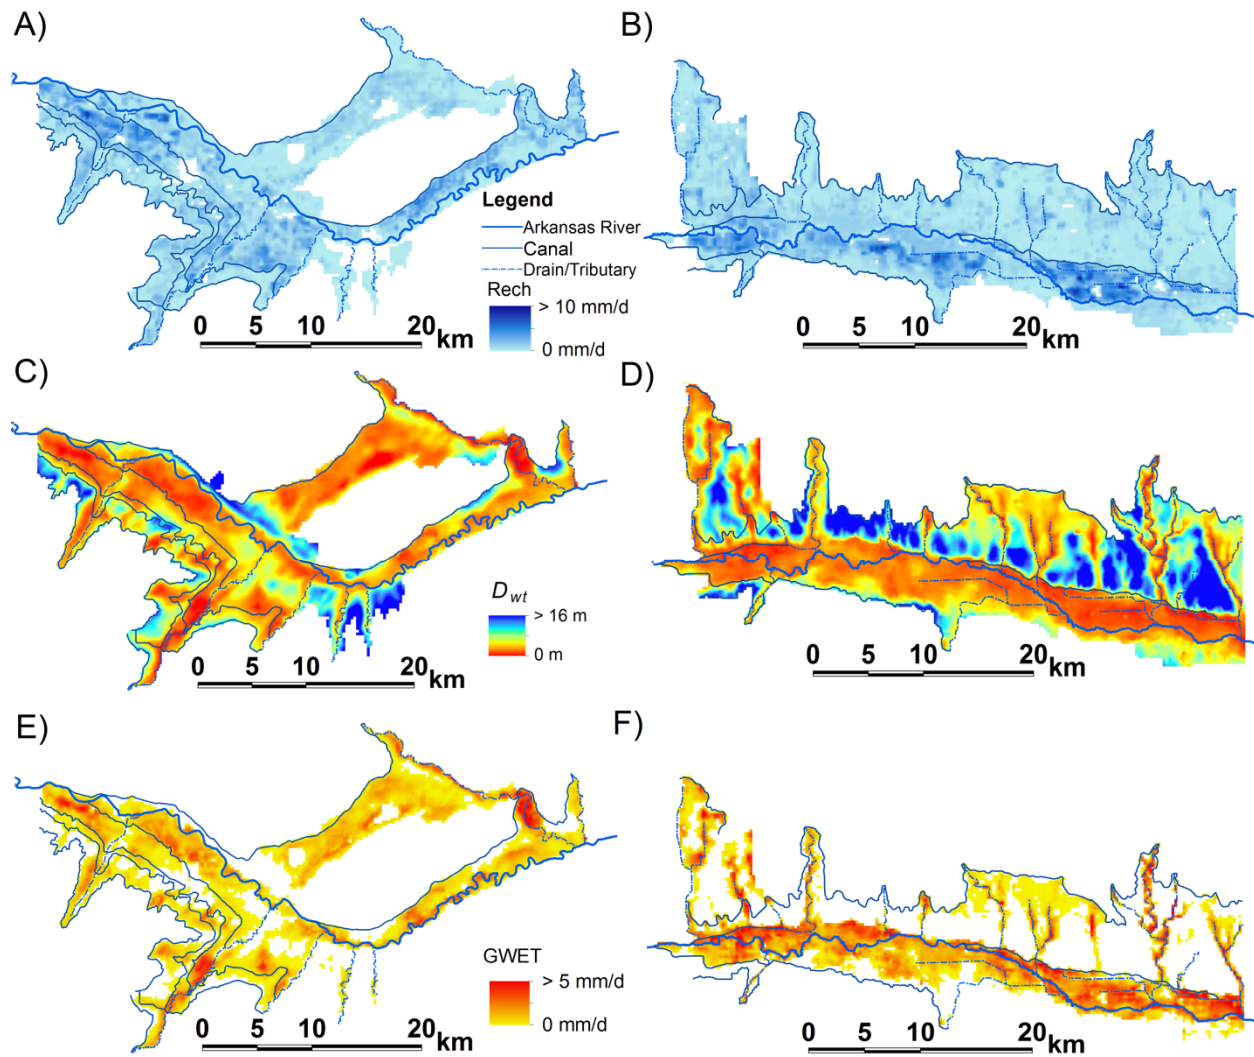 A)
B)
Legend
Arkansas River
Canal
Drain/Tributary
Rech
> 10 mm/d
0 mm/d
0 5 10 20 km
0 5 10 20 km
C)
D)
Dwt
> 16 m
0 m
0 5 10 20 km
0 5 10 20 km
E)
F)
GWET
> 5 mm/d
0 mm/d
0 5 10 20 km
0 5 10 20 km